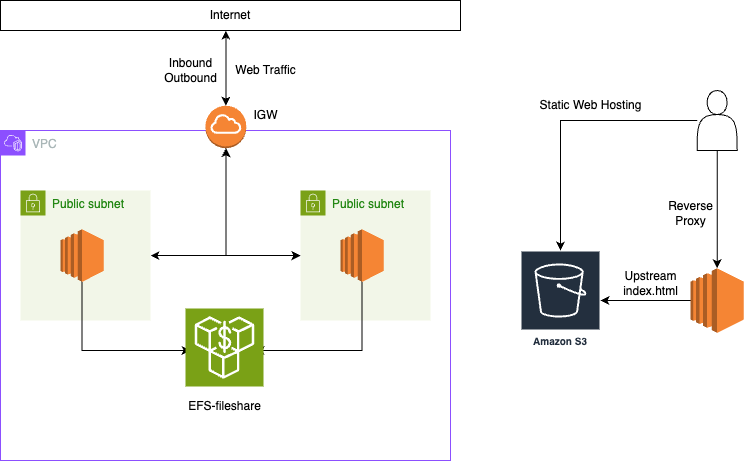 Internet
Inbound
Outbound
Web Traffic
IGW
VPC
Public subnet
Public subnet
EFS-fileshare
Static Web Hosting
Reverse
Proxy
Upstream
index.html
Amazon S3